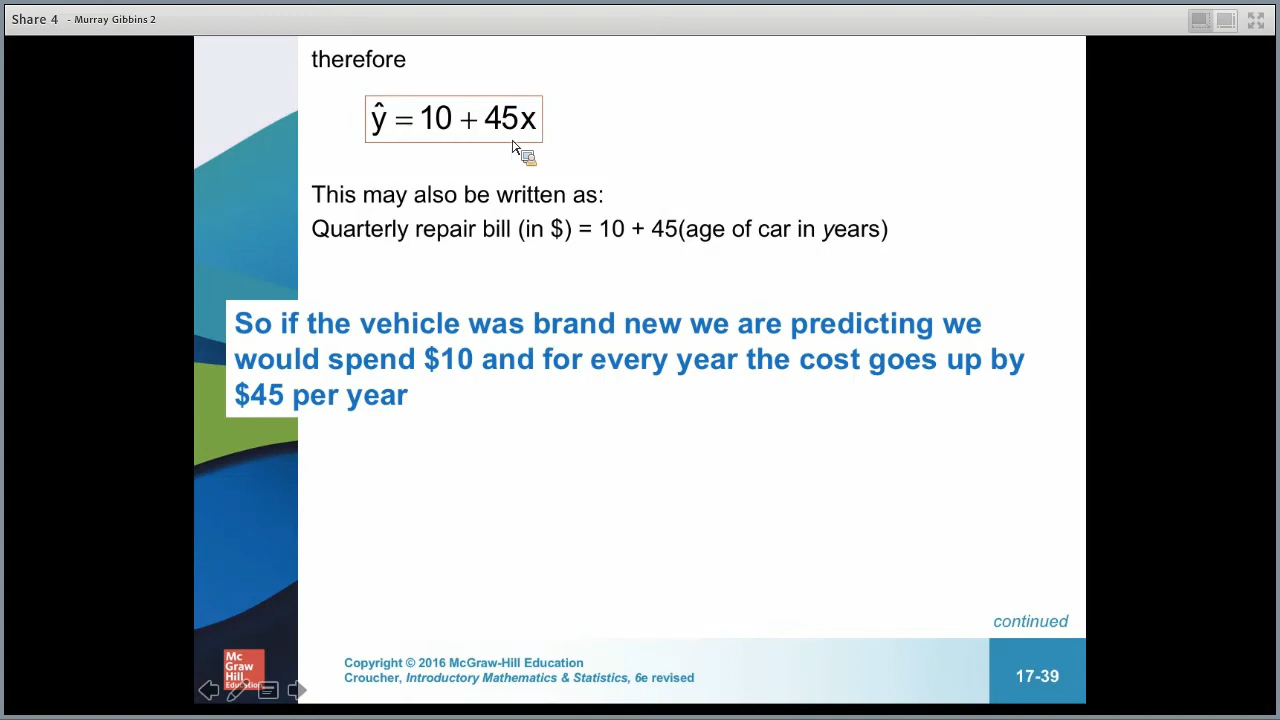 Share 4 - Murray Gibbins 2
therefore
ŷ = 10 + 45x
This may also be written as:
Quarterly repair bill (in $) = 10 + 45(age of car in years)
So if the vehicle was brand new we are predicting we
would spend $10 and for every year the cost goes up by
$45 per year
continued
Mc
Graw
Hill
Education
Copyright © 2016 McGraw-Hill Education
Croucher, Introductory Mathematics & Statistics, 6e revised
17-39